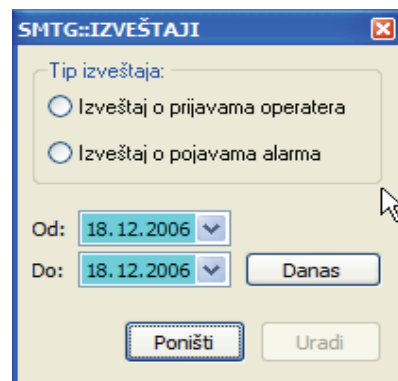 SMTG::IZVEŠTAJI
Tip izveštaja:
Izveštaj o prijavama operatera
Izveštaj o pojavama alarma
Od: 18.12.2006
Do: 18.12.2006 Danas
Poništi Uradi